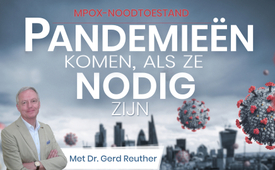 MPOX-NOODTOESTAND
PANDEMIEËN
KOMEN, ALS ZE
NODIG
ZIJN
Met Dr. Gerd Reuther